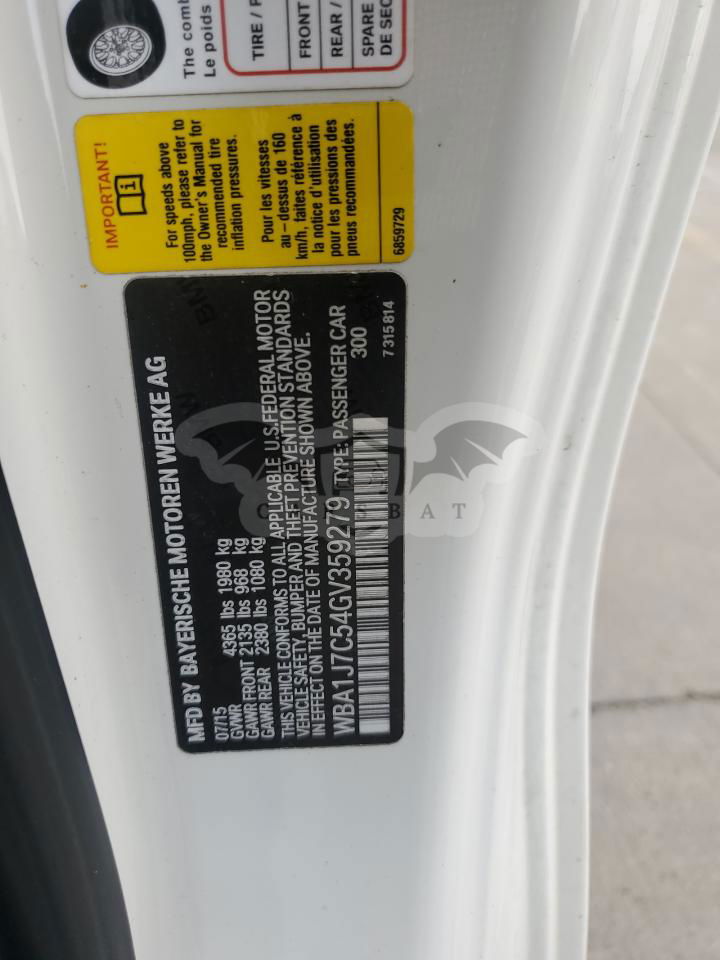 The comb
Le poids
TIRE / P
FRONT
REAR /
SPARE
DE SEC
IMPORTANT!
For speeds above
100mph, please refer to
the Owner's Manual for
recommended tire
inflation pressures.
Pour les vitesses
au-dessus de 160
km/h, faites référence à
la notice d'utilisation
pour les pressions des
pneus recommandées.
6859729
MFD BY BAYERISCHE MOTOREN WERKE AG
07/15
GVWR 4365 lbs 1980 kg
GAWR FRONT 2135 lbs 968 kg
GAWR REAR 2380 lbs 1080 kg
THIS VEHICLE CONFORMS TO ALL APPLICABLE U.S.FEDERAL MOTOR
VEHICLE SAFETY, BUMPER AND THEFT PREVENTION STANDARDS
IN EFFECT ON THE DATE OF MANUFACTURE SHOWN ABOVE.
WBA1J7C54GV359279 TYPE: PASSENGER CAR
300
7 315 814